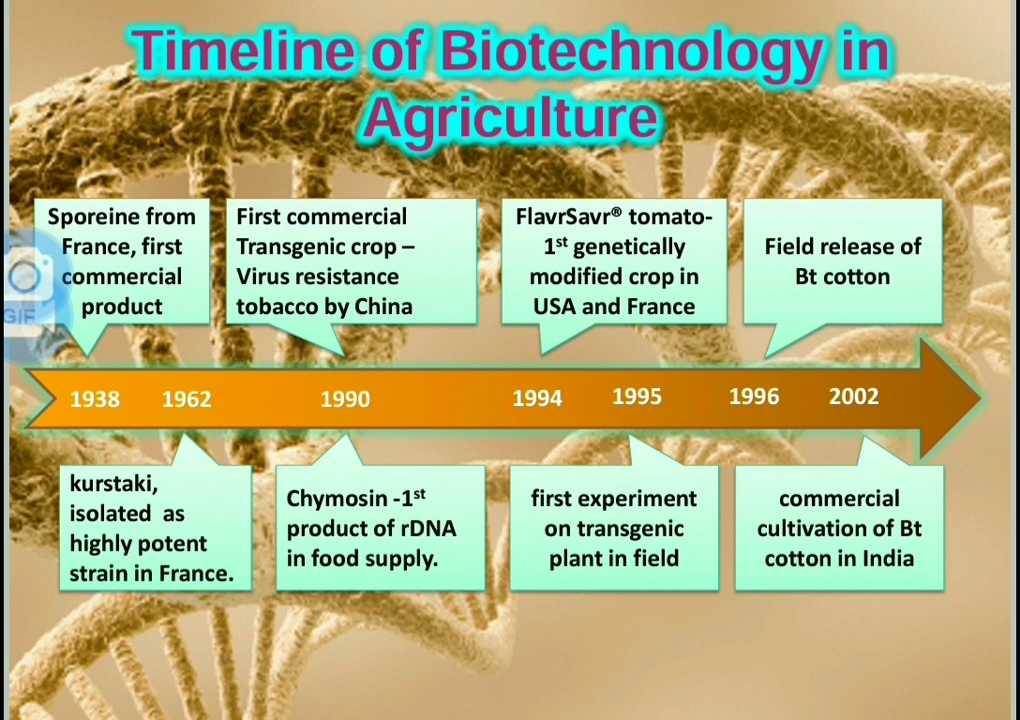 Timeline of Biotechnology in
Agriculture
Sporeine from
France, first
commercial
product
First commercial
Transgenic crop –
Virus resistance
tobacco by China
FlavrSavr® tomato-
1st genetically
modified crop in
USA and France
Field release of
Bt cotton
GIF
1938 1962 1990 1994 1995 1996 2002
kurstaki,
isolated as
highly potent
strain in France.
Chymosin -1st
product of rDNA
in food supply.
first experiment
on transgenic
plant in field
commercial
cultivation of Bt
cotton in India